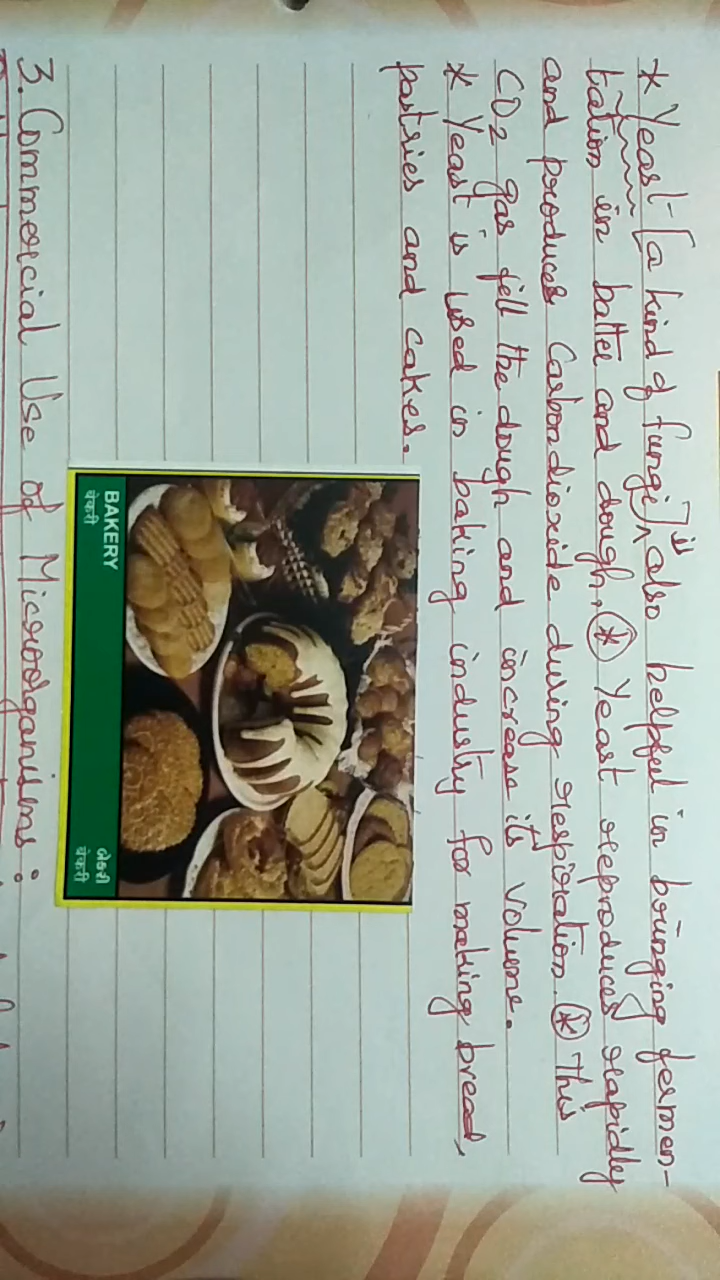 * Yeast - [a kind of fungi] is also helpful in bringing fermen-
tation in batter and dough. * Yeast reproduces rapidly
and produces Carbondioxide during respiration. * This
CO2 gas fill the dough and increase its volume.
* Yeast is used in baking industry for making bread,
pastries and cakes.
BAKERY
बेकरी
બેકરી
बेकरी
3. Commercial Use of Microorganisms: